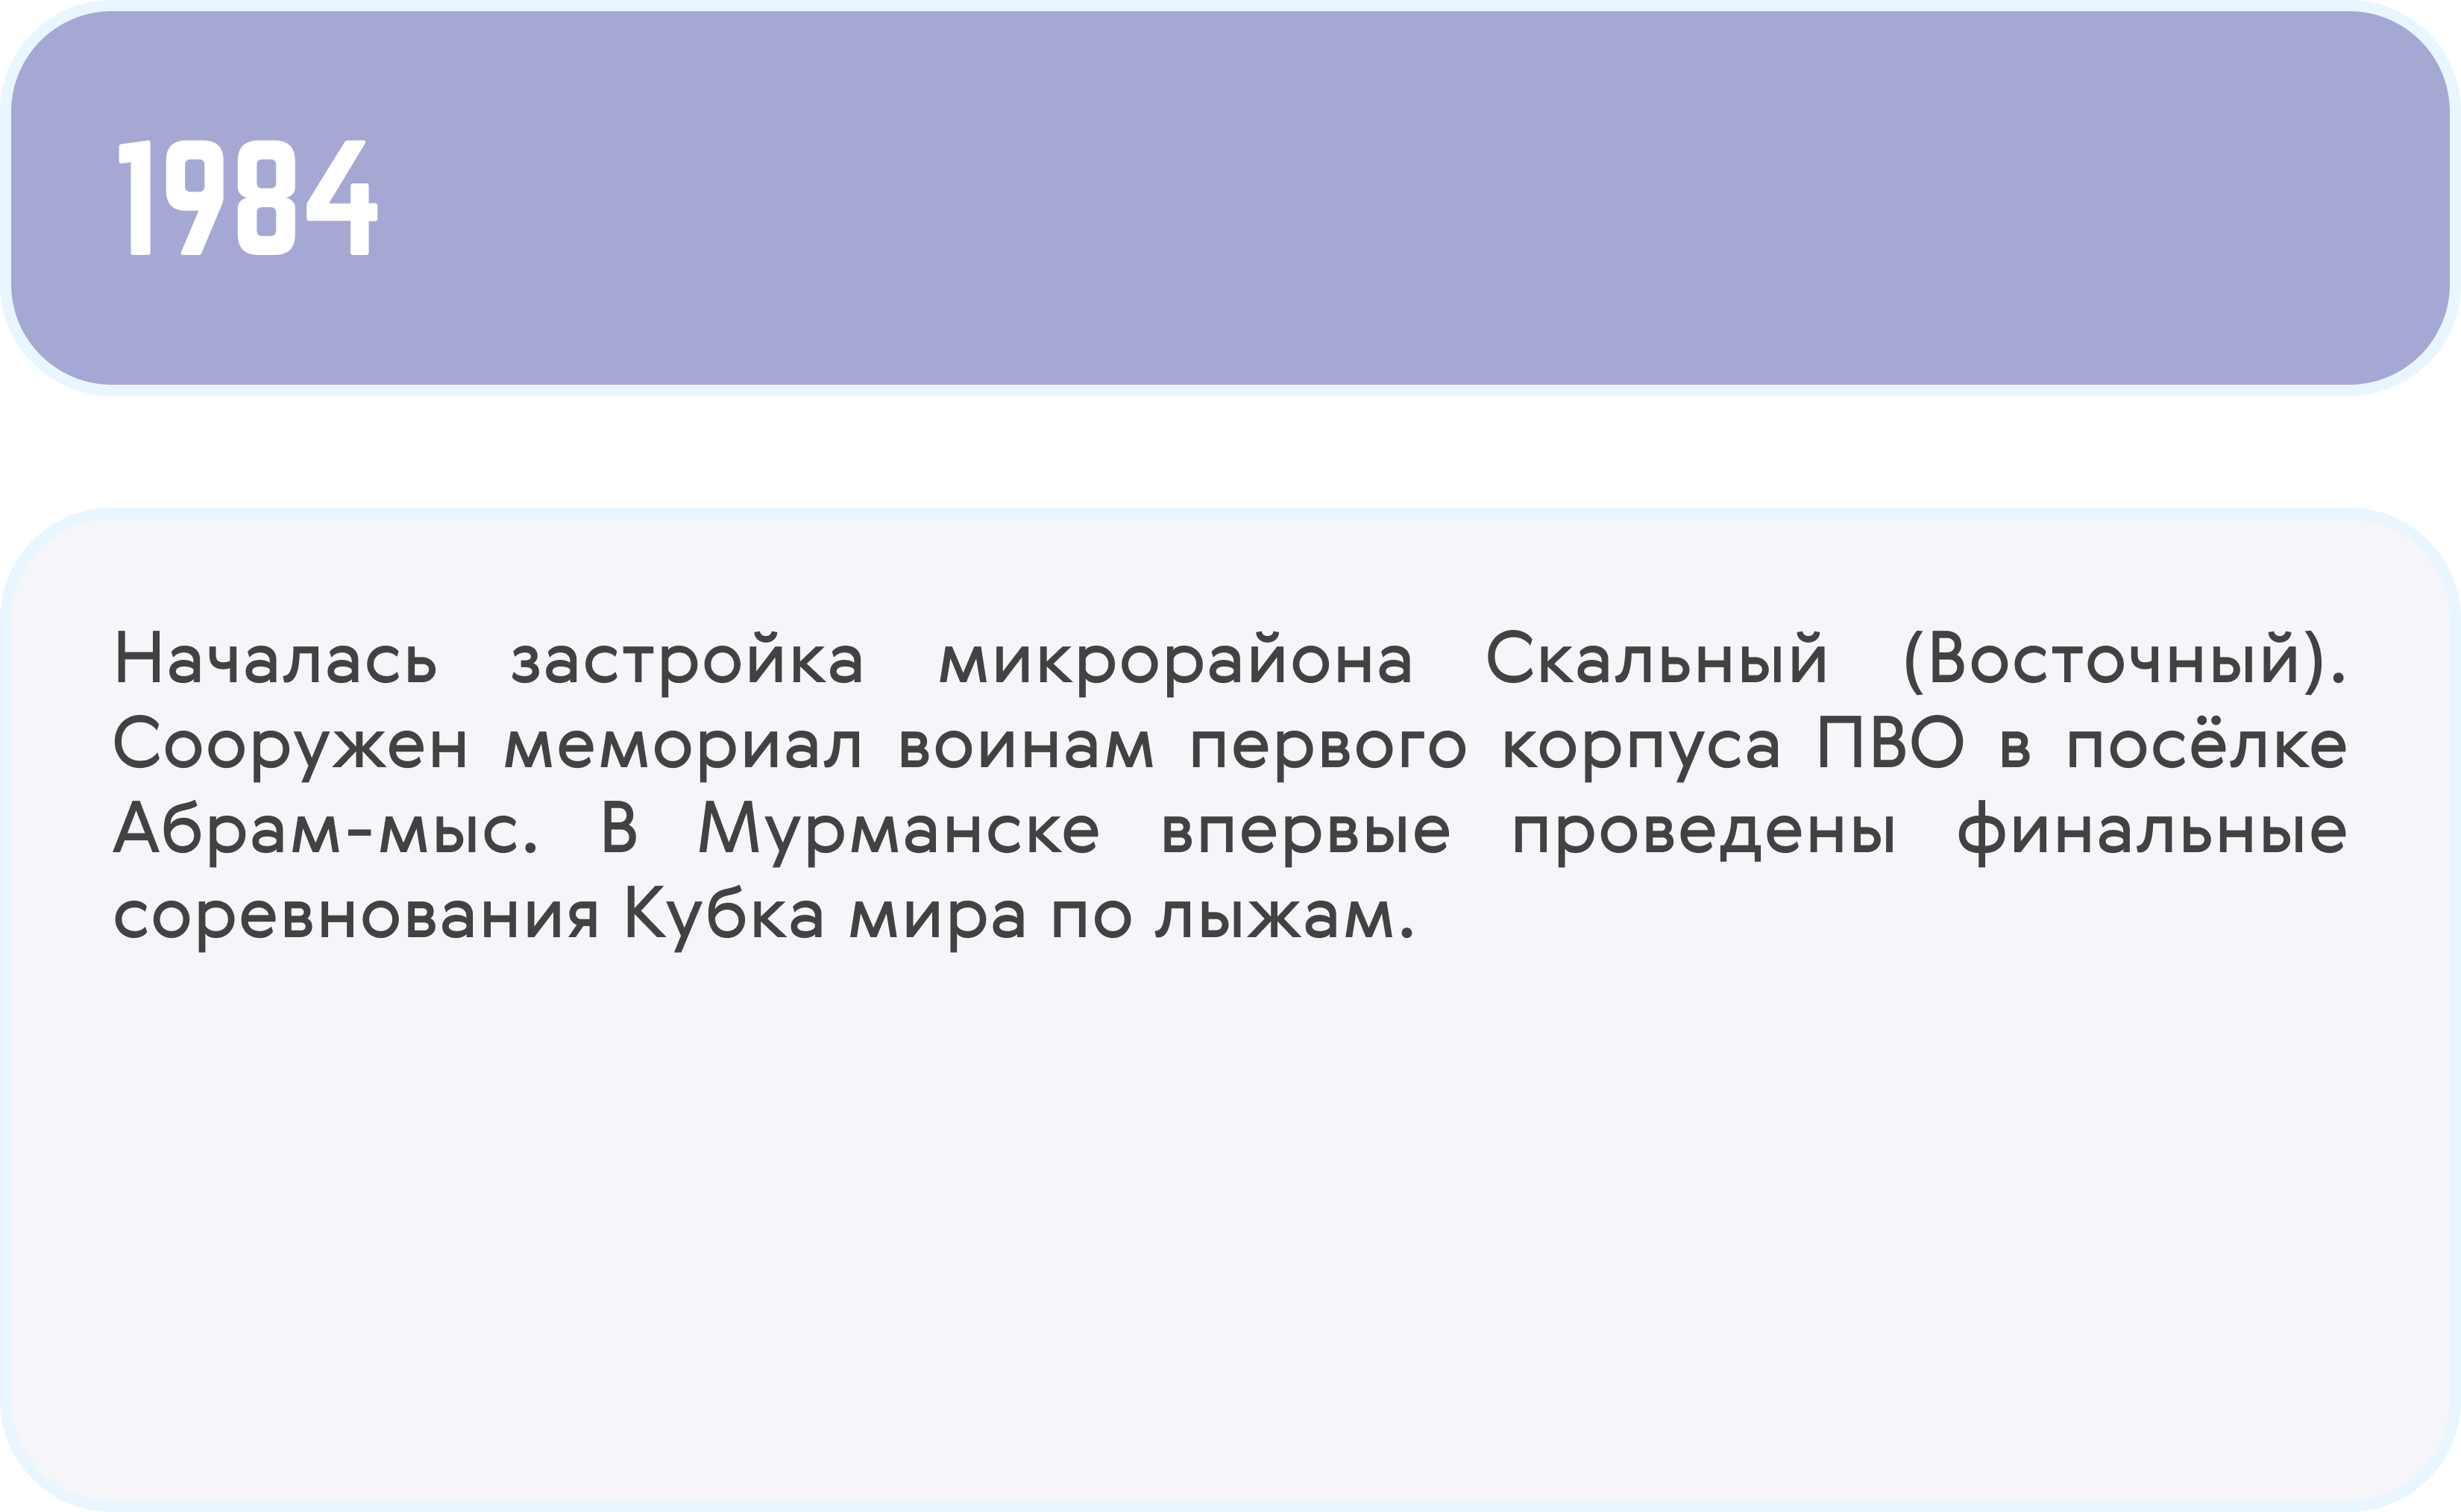 1984
Началась застройка микрорайона Скальный (Восточный).
Сооружен мемориал воинам первого корпуса ПВО в посёлке
Абрам-мыс. В Мурманске впервые проведены финальные
соревнования Кубка мира по лыжам.